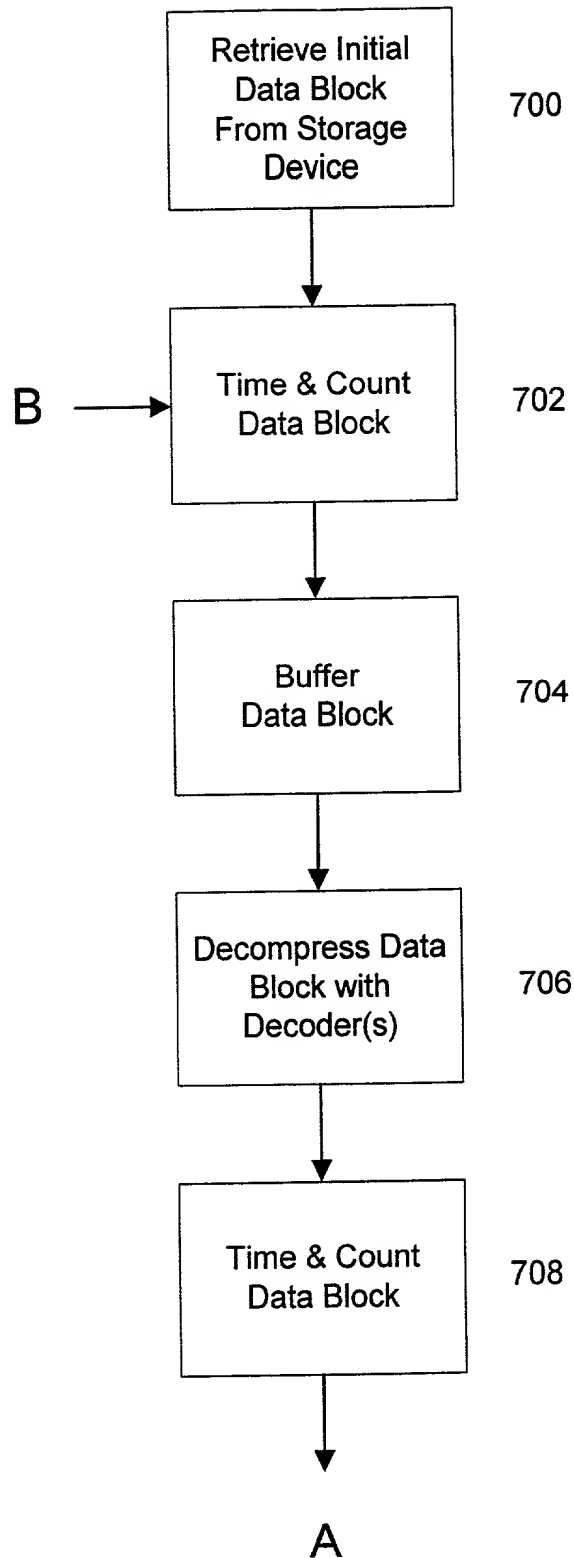 Retrieve Initial
Data Block
From Storage
Device
700
B
Time & Count
Data Block
702
Buffer
Data Block
704
Decompress Data
Block with
Decoder(s)
706
Time & Count
Data Block
708
A